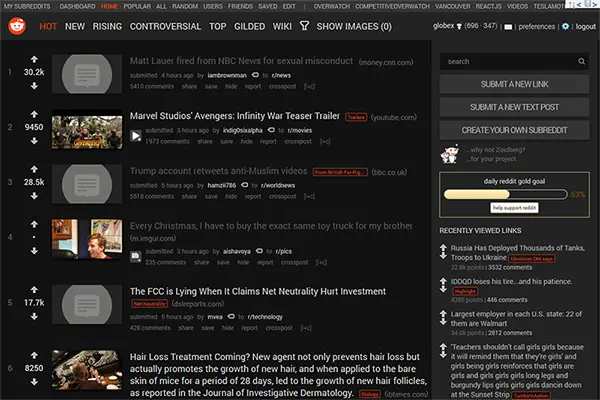 MY SUBREDDITS DASHBOARD HOME POPULAR - ALL - RANDOM - USERS - FRIENDS - SAVED - EDIT | OVERWATCH - COMPETITIVEOVERWATCH - VANCOUVER - REACTJS - VIDEOS - TESLAMOT
HOT NEW RISING CONTROVERSIAL TOP GILDED WIKI SHOW IMAGES (0)
globex (696 · 347) | | preferences | | logout
1
30.2k
Matt Lauer fired from NBC News for sexual misconduct (money.cnn.com)
submitted 4 hours ago by iambrownman to r/news
5410 comments share save hide report crosspost [l+c]
2
9450
Marvel Studios' Avengers: Infinity War Teaser Trailer Trailers (youtube.com)
submitted 3 hours ago by indig0sixalpha to r/movies
1973 comments share save hide report crosspost [l+c]
3
28.5k
Trump account retweets anti-Muslim videos From British Far-Rig... (bbc.co.uk)
submitted 6 hours ago by hamzii786 to r/worldnews
5518 comments share save hide report crosspost [l+c]
4
Every Christmas, I have to buy the exact same toy truck for my brother
(m.imgur.com)
submitted 3 hours ago by aishavoya to r/pics
235 comments share save hide report crosspost [l+c]
5
17.7k
The FCC is Lying When It Claims Net Neutrality Hurt Investment
Net Neutrality (dslreports.com)
submitted 6 hours ago by mvea to r/technology
428 comments share save hide report crosspost [l+c]
6
8250
Hair Loss Treatment Coming? New agent not only prevents hair loss but
actually promotes the growth of new hair, and when applied to the bare
skin of mice for a period of 28 days, led to the growth of new hair follicles,
as reported in the Journal of Investigative Dermatology. Biology (ibtimes.com)
search
SUBMIT A NEW LINK
SUBMIT A NEW TEXT POST
CREATE YOUR OWN SUBREDDIT
... why not Zoidberg?
...for your project.
daily reddit gold goal
53%
help support reddit
RECENTLY VIEWED LINKS
Russia Has Deployed Thousands of Tanks,
Troops to Ukraine Ukrainian DM says
22.8k points | 3532 comments
IDDQD loses his tire... and his patience.
Highlight
4285 points | 446 comments
Largest employer in each U.S. state: 22 of
them are Walmart
34.0k points | 2812 comments
'Teachers shouldn't call girls girls because
it will remind them that they're girls' and
girls being girls reinforces that girls are
girls and girls girls girls long legs and
burgundy lips girls girls girls dancin down
at the Sunset Strip